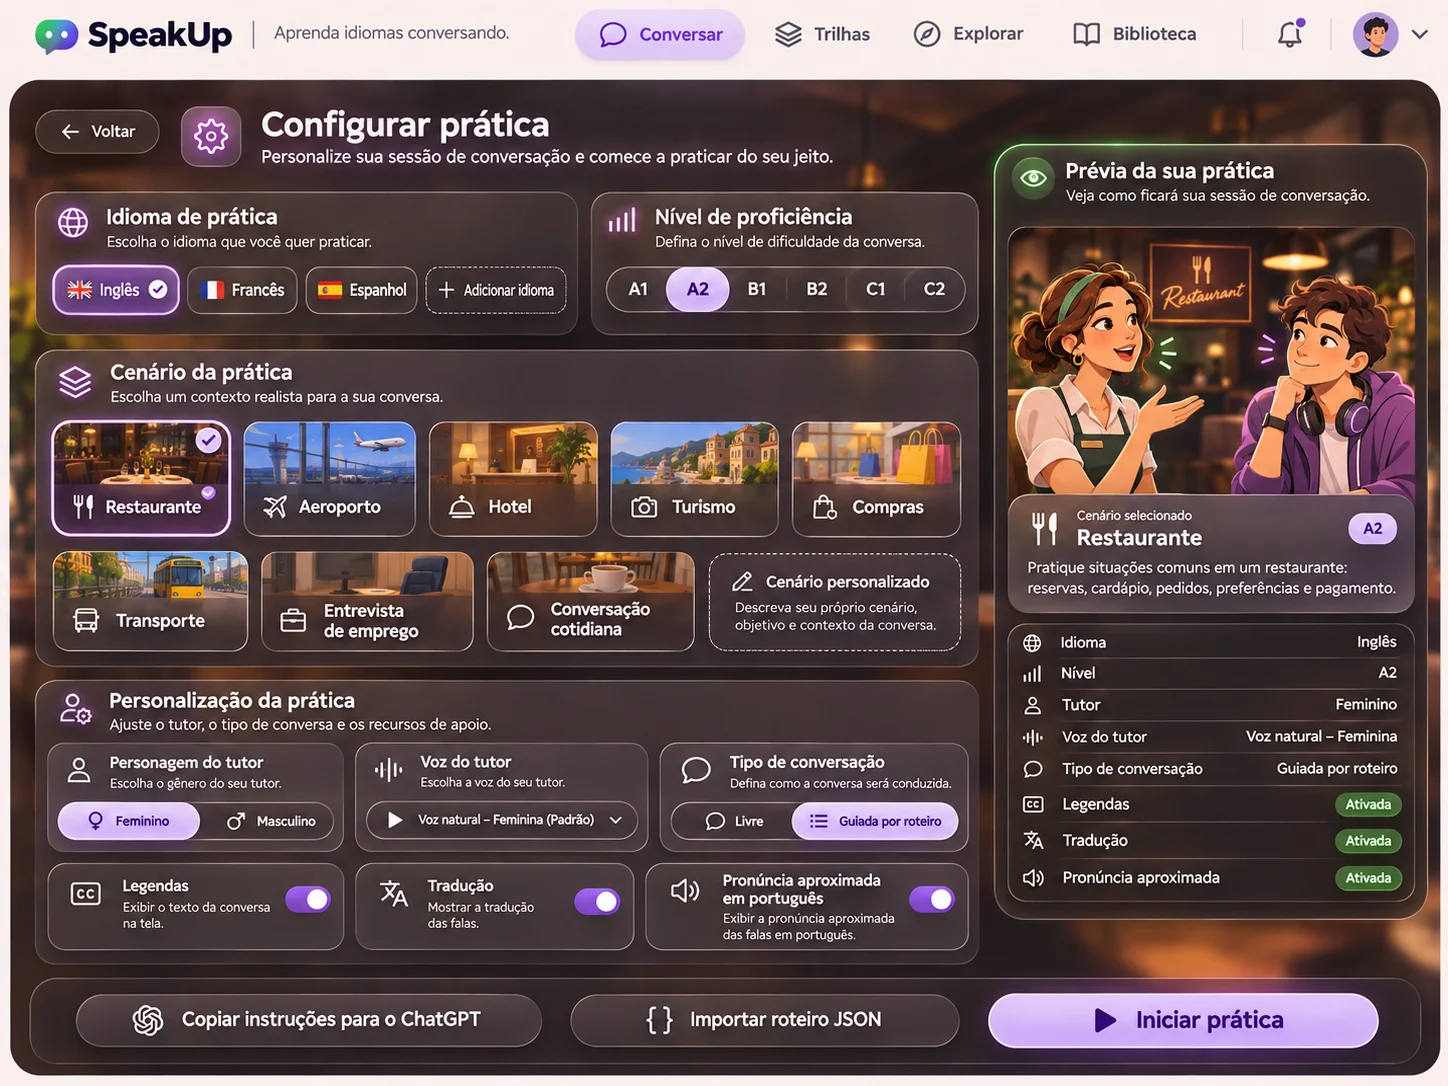 SpeakUp
Aprenda idiomas conversando.
Conversar
Trilhas
Explorar
Biblioteca
Voltar
Configurar prática
Personalize sua sessão de conversação e comece a praticar do seu jeito.
Idioma de prática
Escolha o idioma que você quer praticar.
Inglês
Francês
Espanhol
Adicionar idioma
Nível de proficiência
Defina o nível de dificuldade da conversa.
A1
A2
B1
B2
C1
C2
Cenário da prática
Escolha um contexto realista para a sua conversa.
Restaurante
Aeroporto
Hotel
Turismo
Compras
Transporte
Entrevista
de emprego
Conversação
cotidiana
Cenário personalizado
Descreva seu próprio cenário,
objetivo e contexto da conversa.
Personalização da prática
Ajuste o tutor, o tipo de conversa e os recursos de apoio.
Personagem do tutor
Escolha o gênero do seu tutor.
Feminino
Masculino
Voz do tutor
Escolha a voz do seu tutor.
Voz natural – Feminina (Padrão)
Tipo de conversação
Defina como a conversa será conduzida.
Livre
Guiada por roteiro
CC
Legendas
Exibir o texto da conversa
na tela.
Tradução
Mostrar a tradução
das falas.
Pronúncia aproximada
em português
Exibir a pronúncia aproximada
das falas em português.
Prévia da sua prática
Veja como ficará sua sessão de conversação.
Restaurant
Cenário selecionado
Restaurante
A2
Pratique situações comuns em um restaurante:
reservas, cardápio, pedidos, preferências e pagamento.
Idioma
Inglês
Nível
A2
Tutor
Feminino
Voz do tutor
Voz natural – Feminina
Tipo de conversação
Guiada por roteiro
CC
Legendas
Ativada
Tradução
Ativada
Pronúncia aproximada
Ativada
Copiar instruções para o ChatGPT
{ } Importar roteiro JSON
Iniciar prática